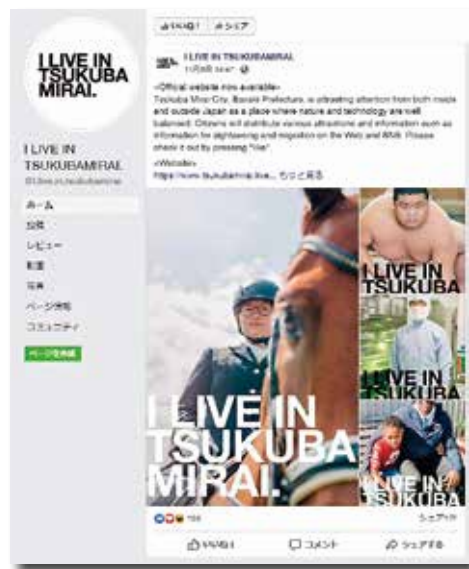 I LIVE IN
TSUKUBA
MIRAI.
I LIVE IN
TSUKUBAMIRAI.
ホーム
投稿
レビュー
動画
写真
ページ情報
コミュニティ
ページを作成
いいね！
シェア
I LIVE IN TSUKUBAMIRAI.
<Official website now available>
Tsukuba Mirai City, Ibaraki Prefecture, is attracting attention from both inside
and outside Japan as a place where nature and technology are well
balanced. Citizens will distribute various attractions and information such as
information for sightseeing and migration on the Web and SNS. Please
check it out by pressing "like".
<Website>
もっと見る
I LIVE IN
TSUKUBA
MIRAI.
I LIVE IN
TSUKUBA
I LIVE IN
TSUKUBA
I LIVE IN
TSUKUBA
いいね！
コメント
シェアする